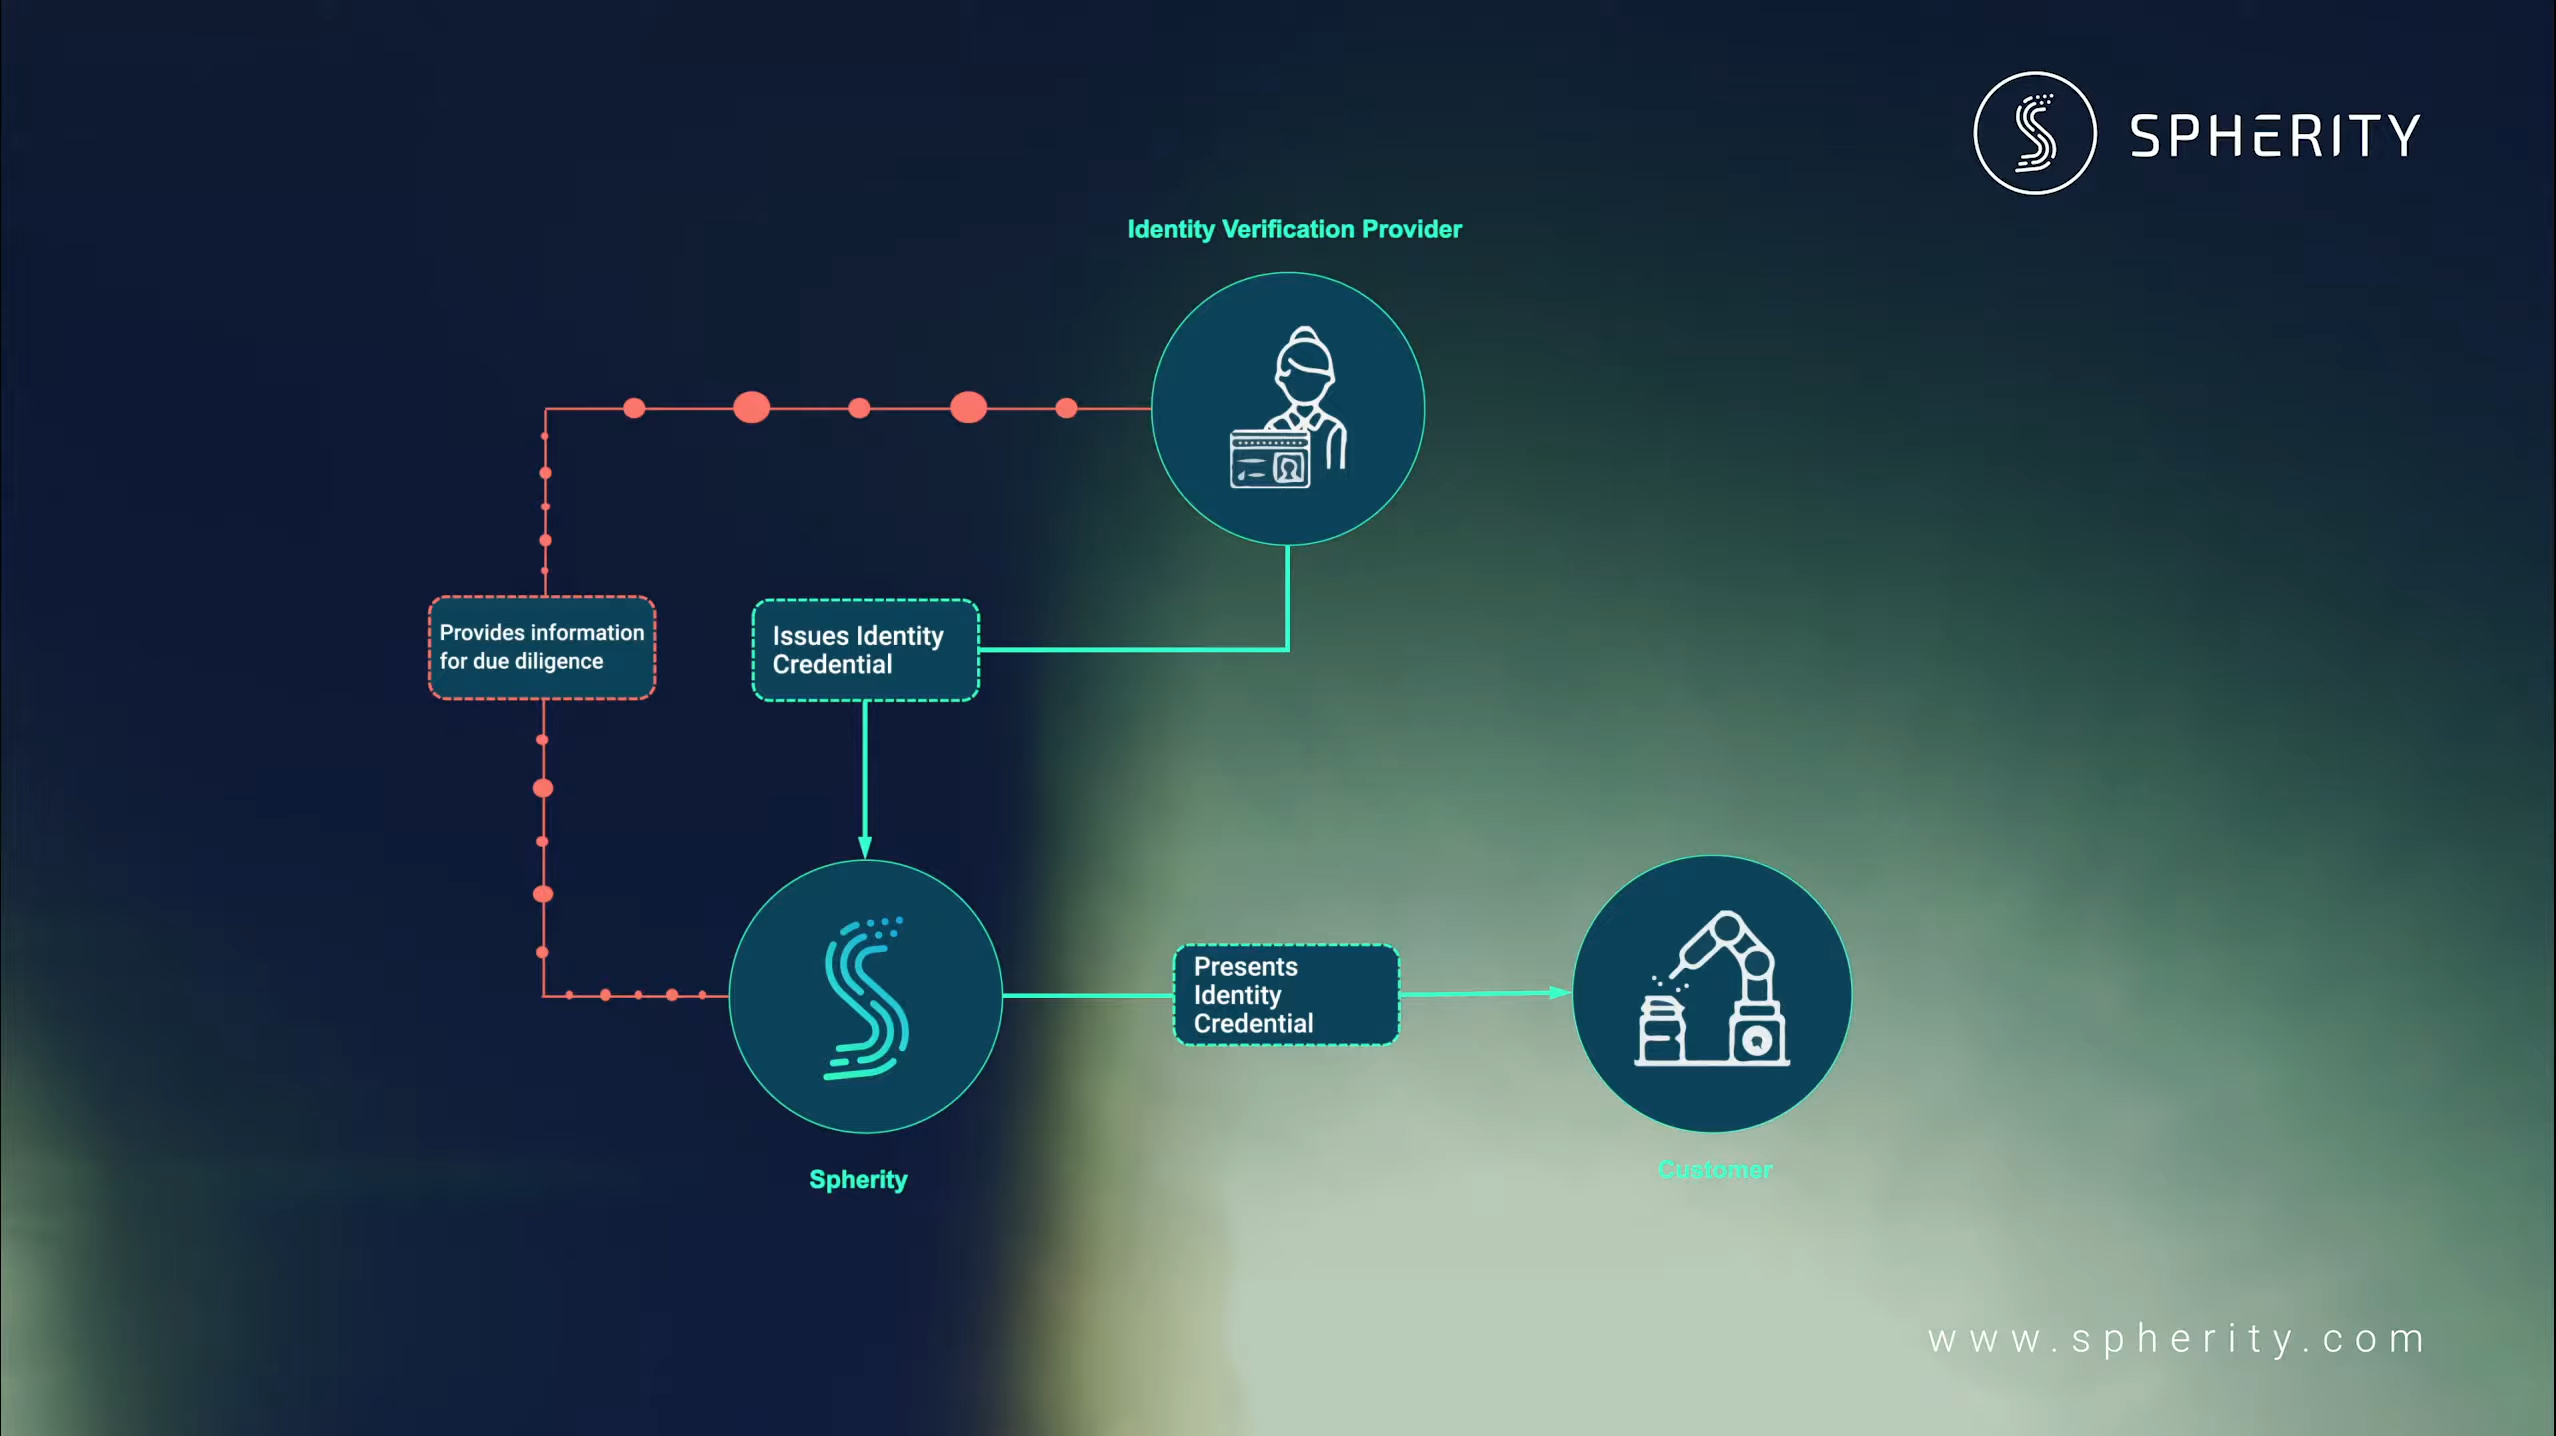 SPHERITY
Identity Verification Provider
Provides information
for due diligence
Issues Identity
Credential
Presents
Identity
Credential
Spherity
Customer
www.spherity.com